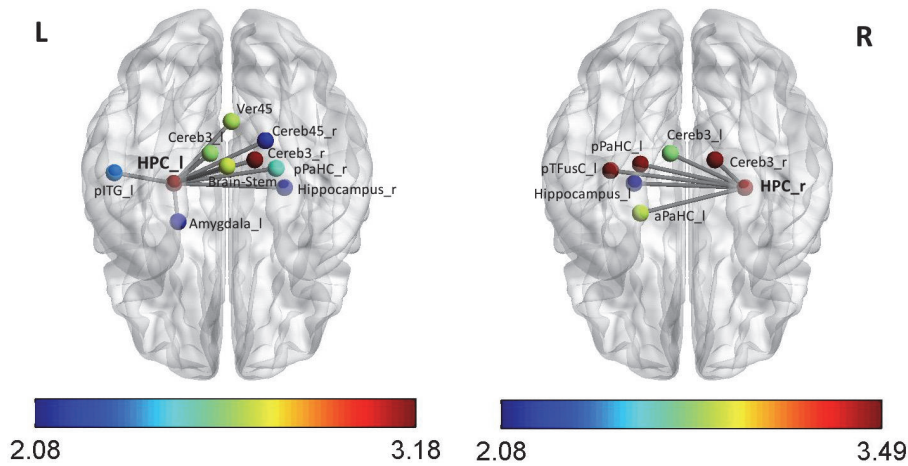 L
R
Ver45
Cereb3_l
Cereb45_r
HPC_l
Cereb3_r
pPaHC_r
pITG_l
Brain-Stem
Hippocampus_r
Amygdala_l
Cereb3_l
pPaHC_l
Cereb3_r
pTFusC_l
HPC_r
Hippocampus_l
aPaHC_l
2.08
3.18
2.08
3.49